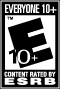 EVERYONE 10+
E
10+
CONTENT RATED BY
ESRB